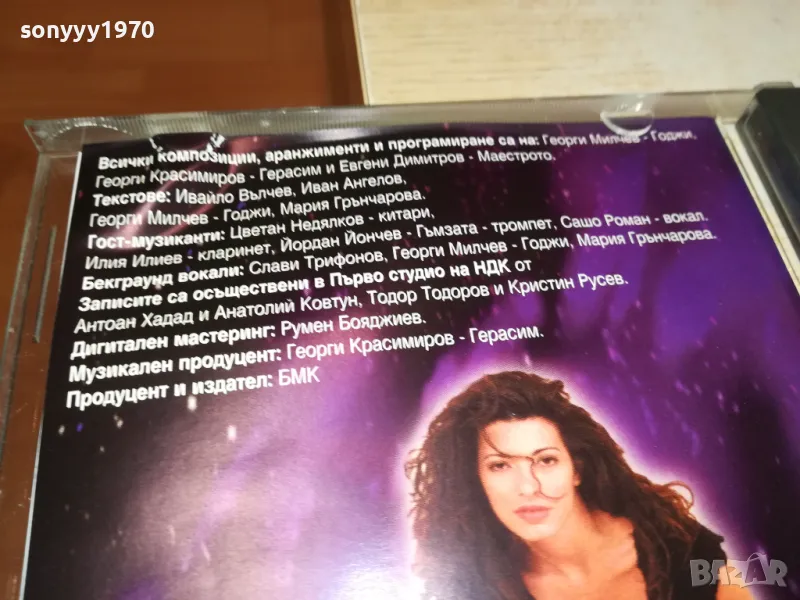 sonyyy1970
Всички композиции, аранжименти и програмиране са на: Георги Милчев - Годжи,
Георги Красимиров - Герасим и Евгени Димитров - Маестрото.
Текстове: Ивайло Вълчев, Иван Ангелов,
Георги Милчев - Годжи, Мария Грънчарова.
Гост-музиканти: Цветан Недялков - китари,
Илия Илиев - кларинет, Йордан Йончев - Гъмзата - тромпет, Сашо Роман - вокал.
Бекграунд вокали: Слави Трифонов, Георги Милчев - Годжи, Мария Грънчарова.
Записите са осъществени в Първо студио на НДК от
Антоан Хадад и Анатолий Ковтун, Тодор Тодоров и Кристин Русев.
Дигитален мастеринг: Румен Бояджиев.
Музикален продуцент: Георги Красимиров - Герасим.
Продуцент и издател: БМК
BAZAR